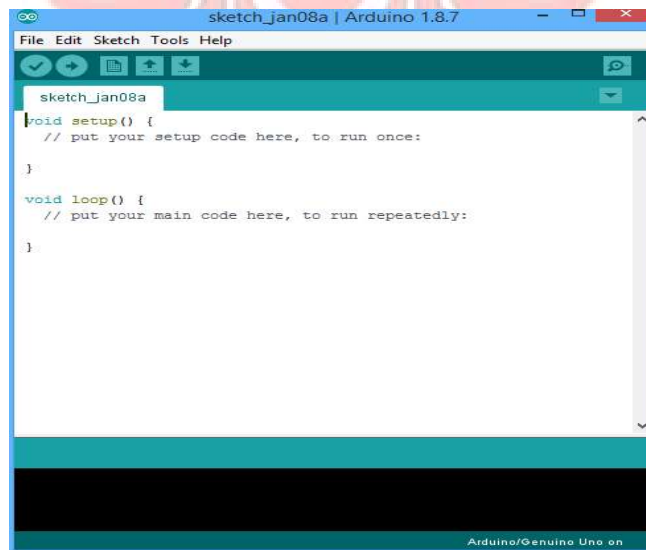 sketch_jan08a | Arduino 1.8.7
File Edit Sketch Tools Help
sketch_jan08a
void setup() {
// put your setup code here, to run once:
}
void loop() {
// put your main code here, to run repeatedly:
}
Arduino/Genuino Uno on